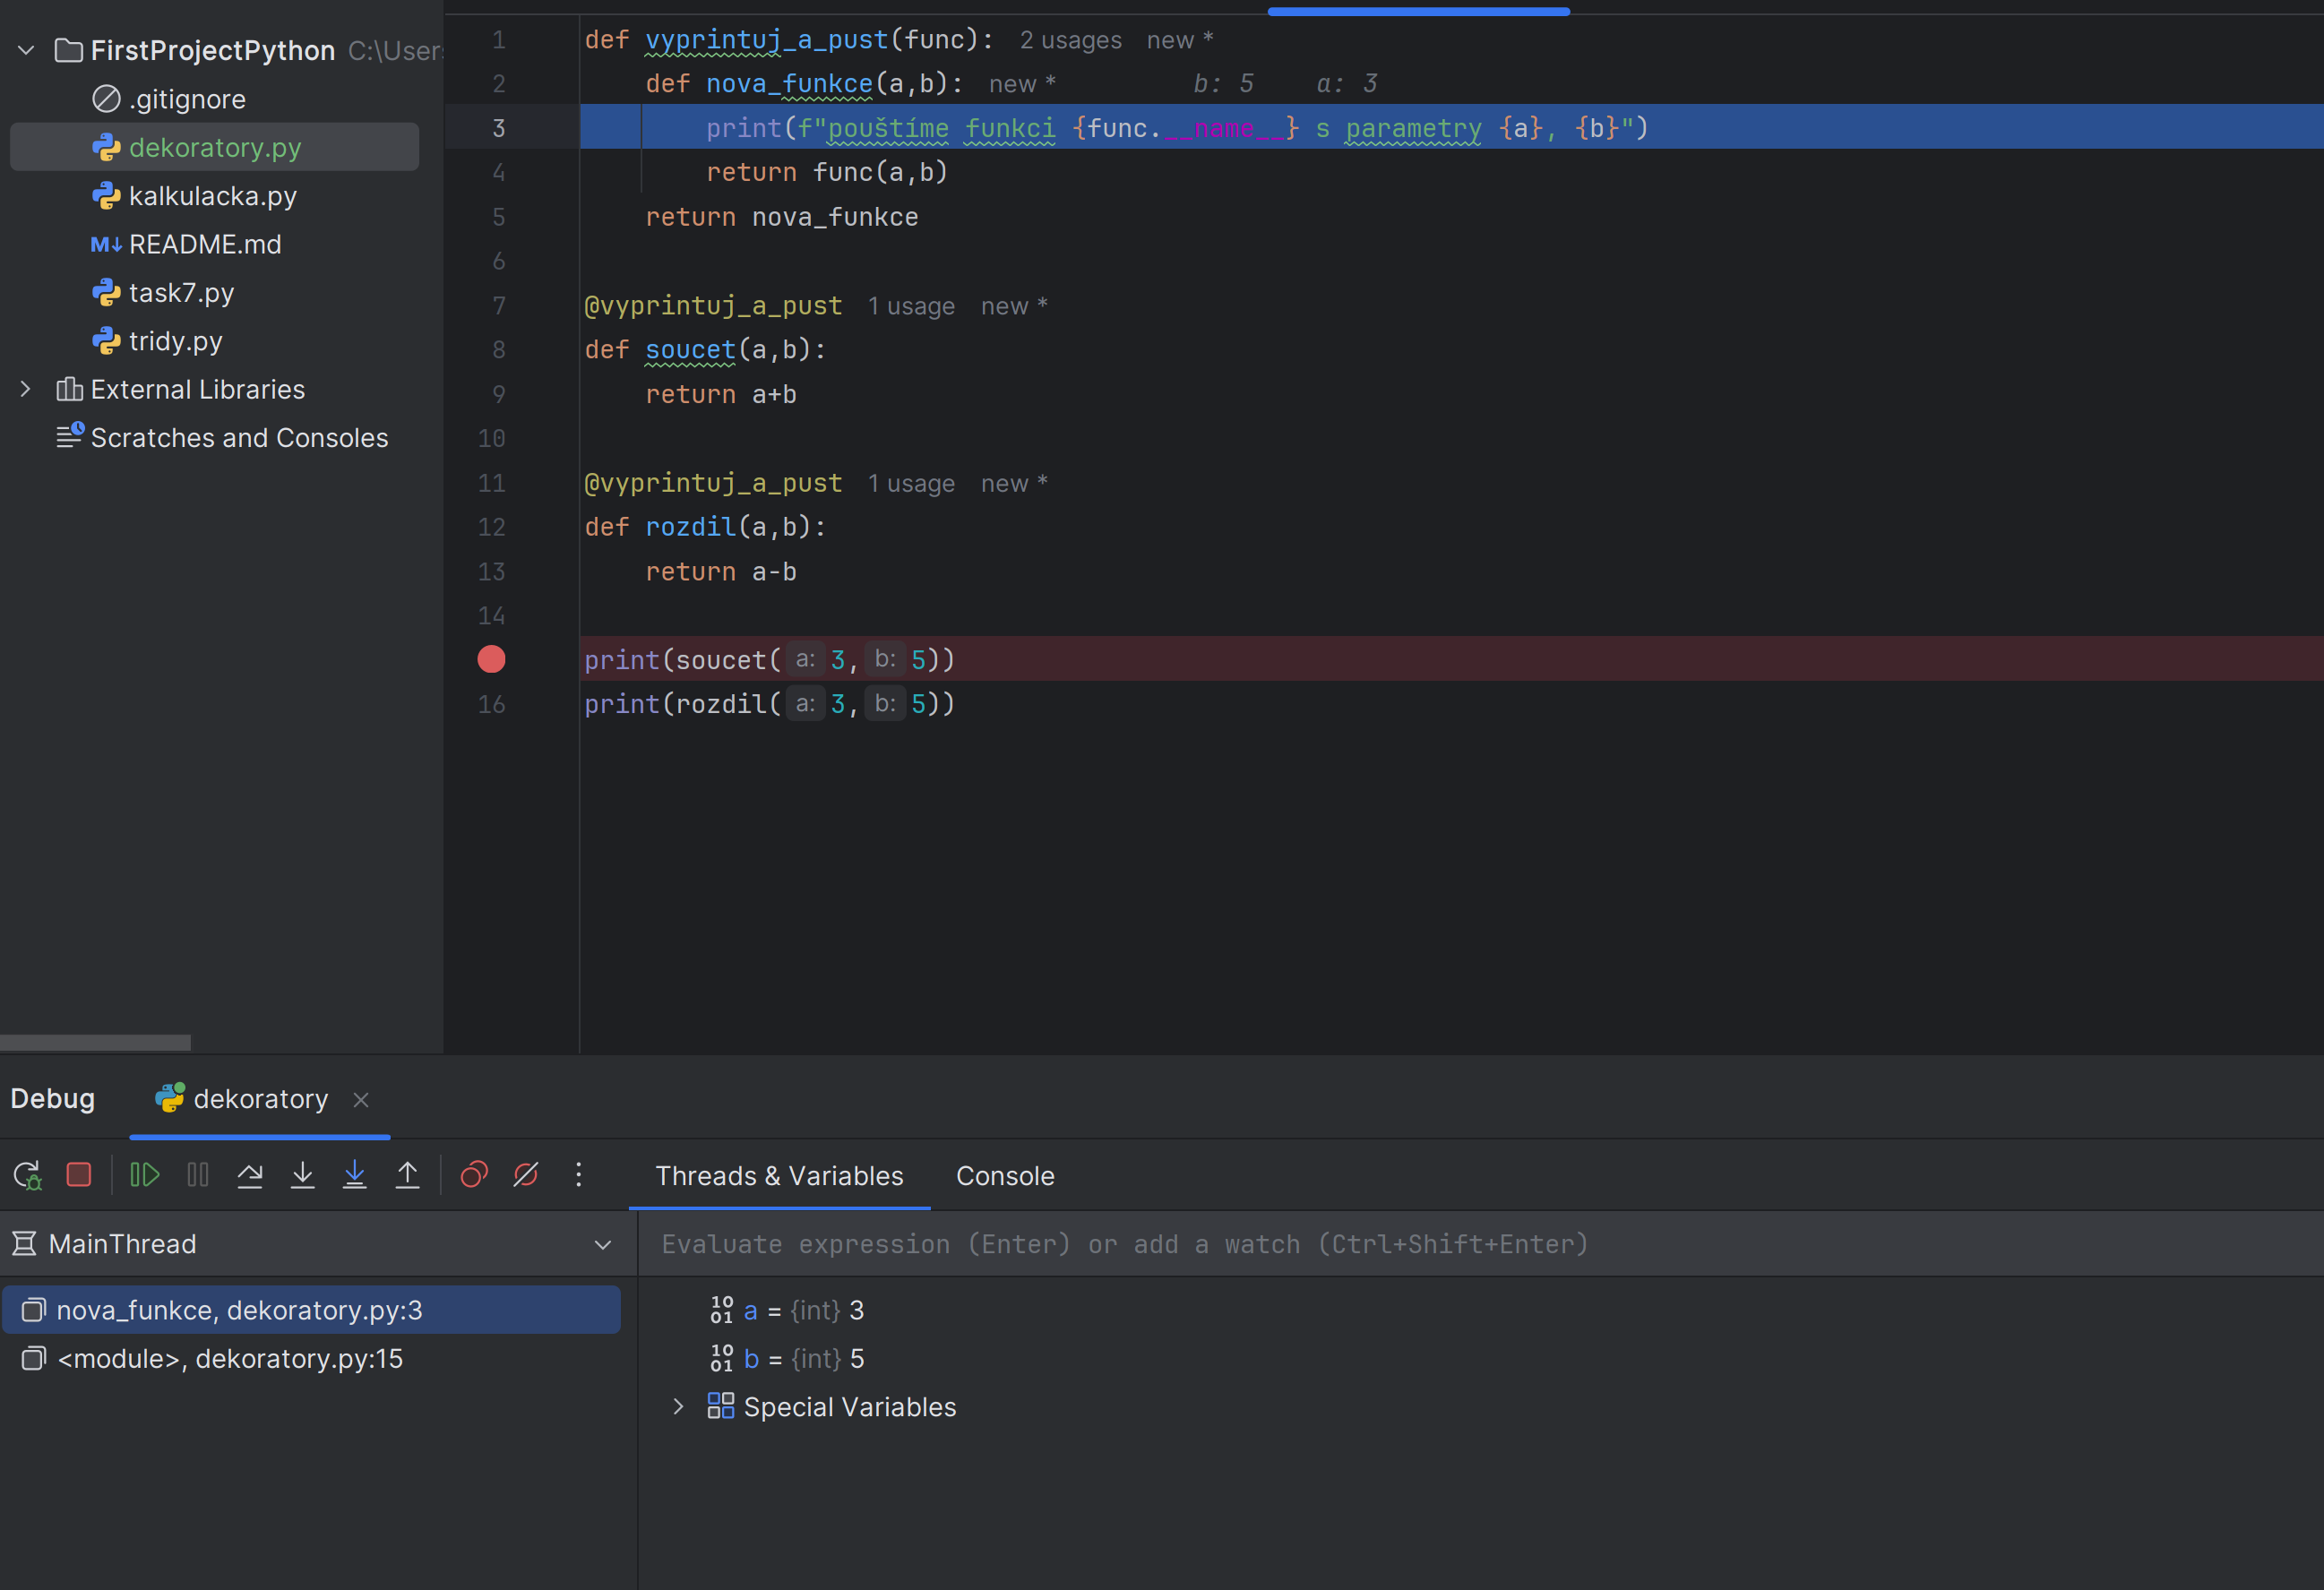 FirstProjectPython C:\User
.gitignore
dekoratory.py
kalkulacka.py
M↓ README.md
task7.py
tridy.py
External Libraries
Scratches and Consoles
1 def vyprintuj_a_pust(func): 2 usages new *
2 def nova_funkce(a,b): new * b: 5 a: 3
3 print(f"pouštíme funkci {func.__name__} s parametry {a}, {b}")
4 return func(a,b)
5 return nova_funkce
6
7 @vyprintuj_a_pust 1 usage new *
8 def soucet(a,b):
9 return a+b
10
11 @vyprintuj_a_pust 1 usage new *
12 def rozdil(a,b):
13 return a-b
14
print(soucet( a: 3, b: 5))
16 print(rozdil( a: 3, b: 5))
Debug dekoratory
Threads & Variables Console
MainThread
Evaluate expression (Enter) or add a watch (Ctrl+Shift+Enter)
nova_funkce, dekoratory.py:3
<module>, dekoratory.py:15
10 01 a = {int} 3
10 01 b = {int} 5
Special Variables